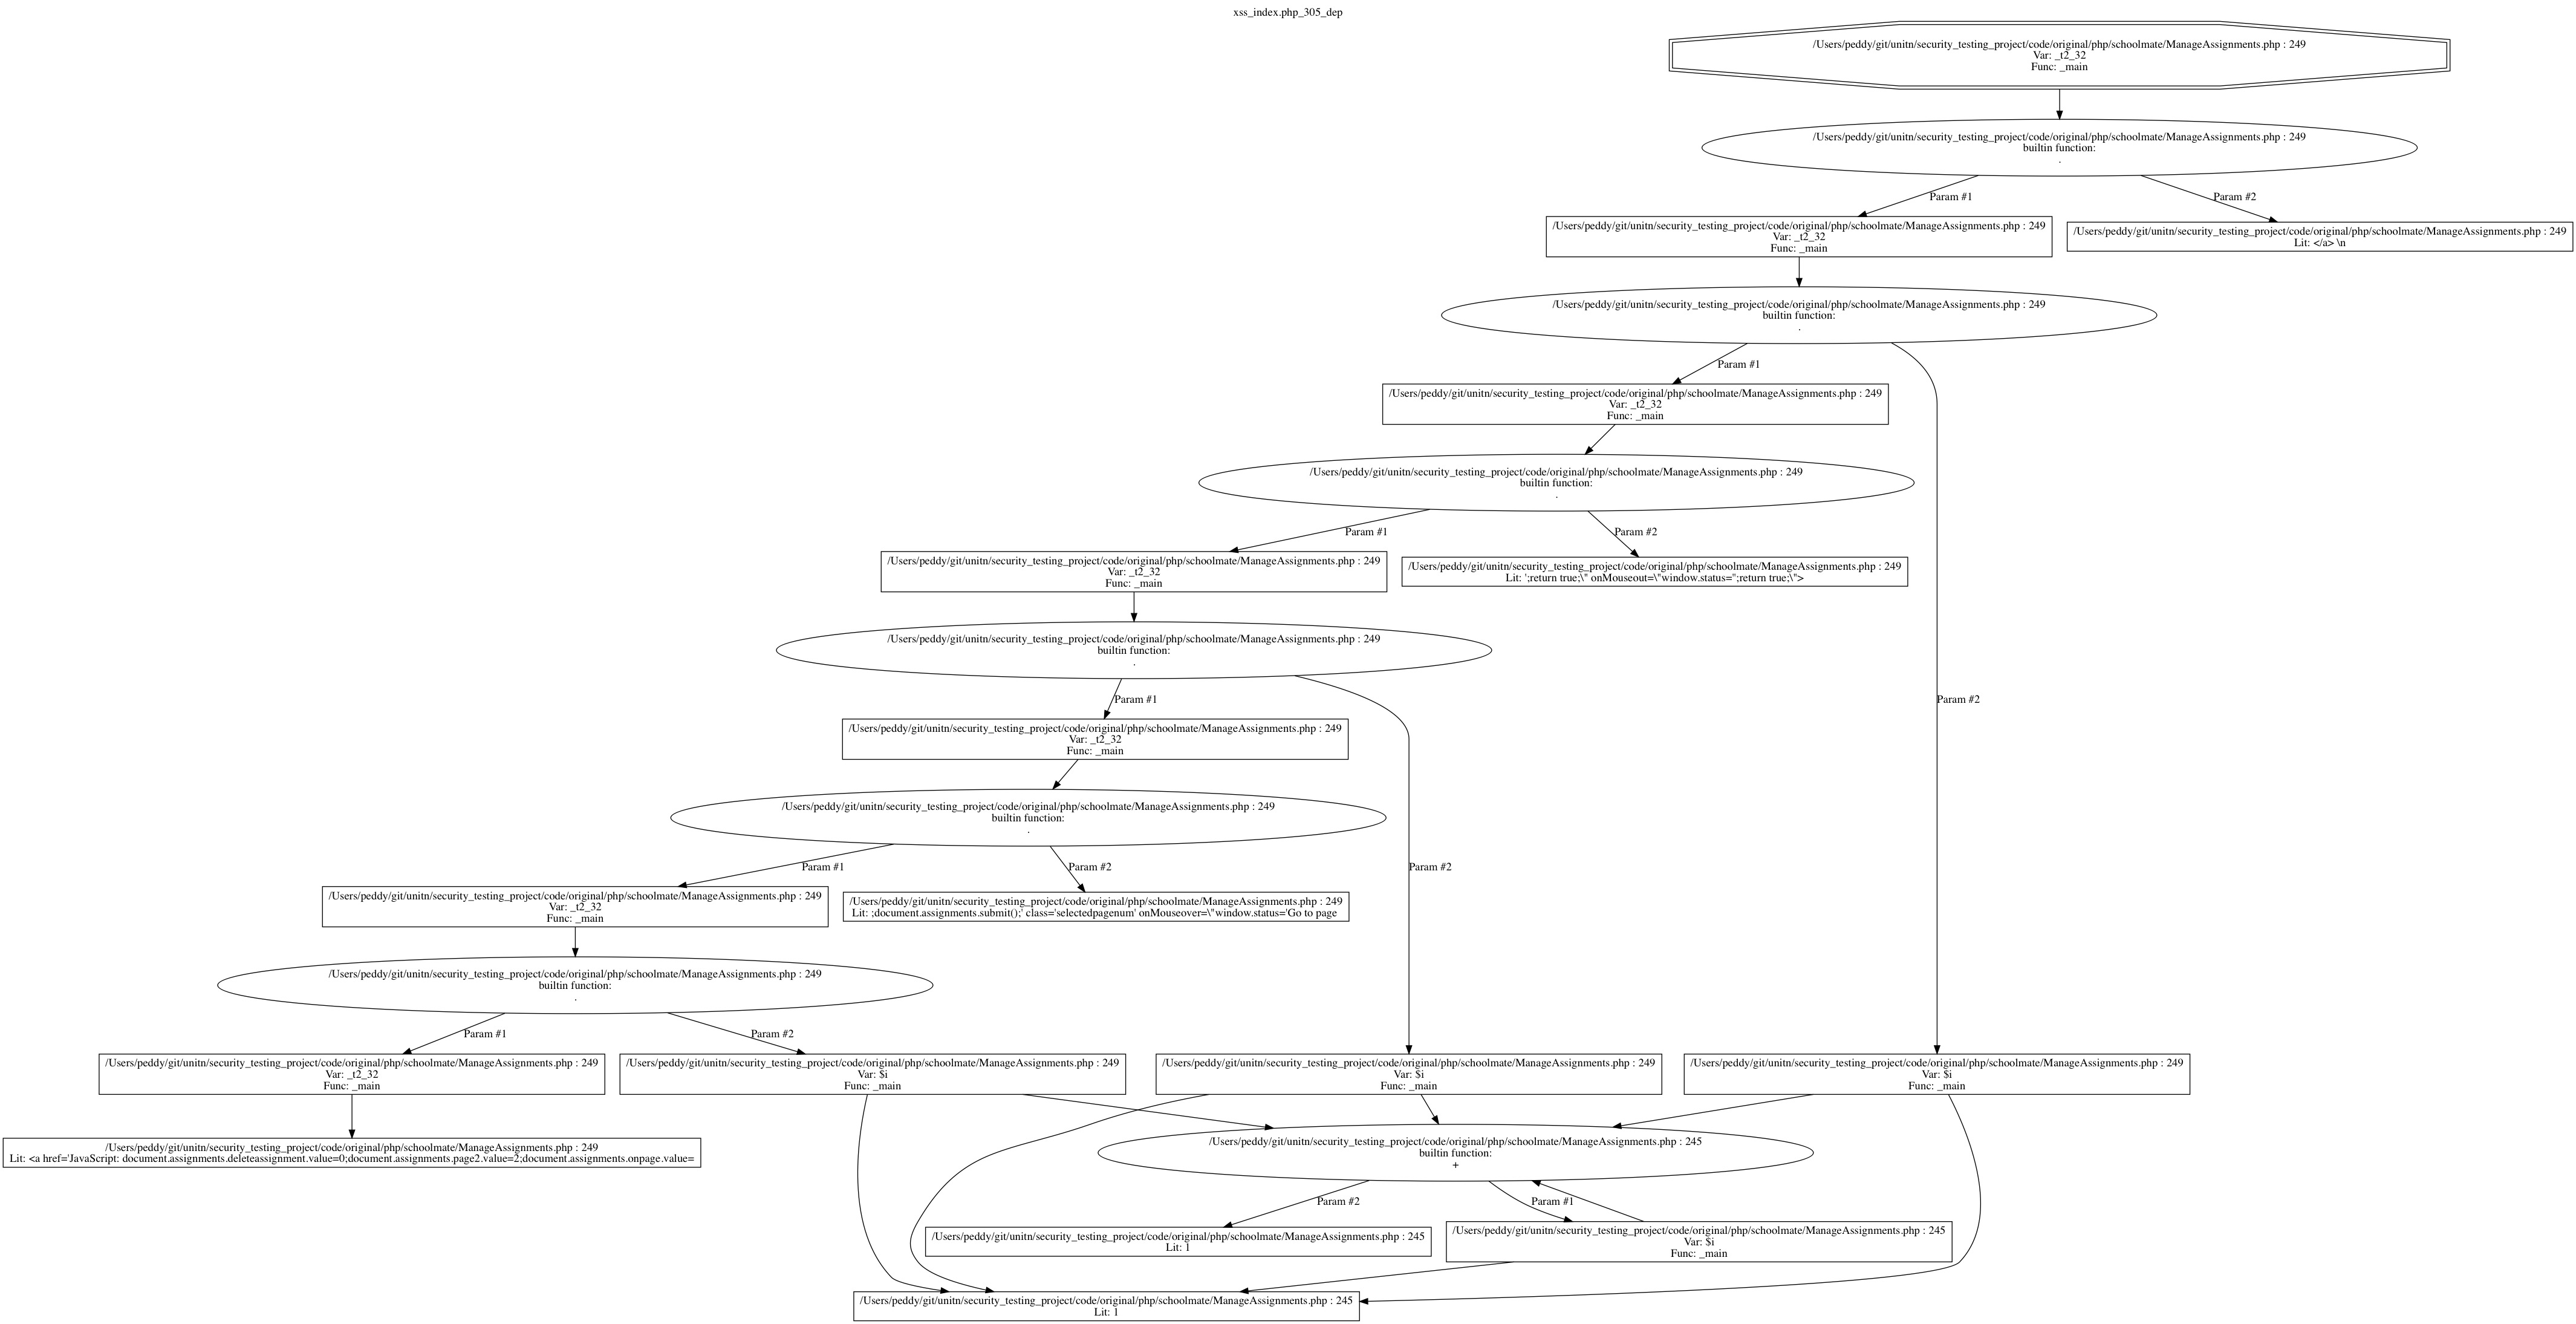 xss_index.php_305_dep
/Users/peddy/git/unitn/security_testing_project/code/original/php/schoolmate/ManageAssignments.php : 249
Var: _t2_32
Func: _main
/Users/peddy/git/unitn/security_testing_project/code/original/php/schoolmate/ManageAssignments.php : 249
builtin function:
.
Param #1
Param #2
/Users/peddy/git/unitn/security_testing_project/code/original/php/schoolmate/ManageAssignments.php : 249
Var: _t2_32
Func: _main
/Users/peddy/git/unitn/security_testing_project/code/original/php/schoolmate/ManageAssignments.php : 249
Lit: </a> \n
/Users/peddy/git/unitn/security_testing_project/code/original/php/schoolmate/ManageAssignments.php : 249
builtin function:
.
Param #1
/Users/peddy/git/unitn/security_testing_project/code/original/php/schoolmate/ManageAssignments.php : 249
Var: _t2_32
Func: _main
/Users/peddy/git/unitn/security_testing_project/code/original/php/schoolmate/ManageAssignments.php : 249
builtin function:
.
Param #1
Param #2
/Users/peddy/git/unitn/security_testing_project/code/original/php/schoolmate/ManageAssignments.php : 249
Var: _t2_32
Func: _main
/Users/peddy/git/unitn/security_testing_project/code/original/php/schoolmate/ManageAssignments.php : 249
Lit: ';return true;\" onMouseout=\"window.status='';return true;\">
/Users/peddy/git/unitn/security_testing_project/code/original/php/schoolmate/ManageAssignments.php : 249
builtin function:
.
Param #1
Param #2
/Users/peddy/git/unitn/security_testing_project/code/original/php/schoolmate/ManageAssignments.php : 249
Var: _t2_32
Func: _main
/Users/peddy/git/unitn/security_testing_project/code/original/php/schoolmate/ManageAssignments.php : 249
builtin function:
.
Param #1
Param #2
Param #2
/Users/peddy/git/unitn/security_testing_project/code/original/php/schoolmate/ManageAssignments.php : 249
Var: _t2_32
Func: _main
/Users/peddy/git/unitn/security_testing_project/code/original/php/schoolmate/ManageAssignments.php : 249
Lit: ;document.assignments.submit();' class='selectedpagenum' onMouseover=\"window.status='Go to page
/Users/peddy/git/unitn/security_testing_project/code/original/php/schoolmate/ManageAssignments.php : 249
builtin function:
.
Param #1
Param #2
/Users/peddy/git/unitn/security_testing_project/code/original/php/schoolmate/ManageAssignments.php : 249
Var: _t2_32
Func: _main
/Users/peddy/git/unitn/security_testing_project/code/original/php/schoolmate/ManageAssignments.php : 249
Var: $i
Func: _main
/Users/peddy/git/unitn/security_testing_project/code/original/php/schoolmate/ManageAssignments.php : 249
Var: $i
Func: _main
/Users/peddy/git/unitn/security_testing_project/code/original/php/schoolmate/ManageAssignments.php : 249
Var: $i
Func: _main
/Users/peddy/git/unitn/security_testing_project/code/original/php/schoolmate/ManageAssignments.php : 249
Lit: <a href='JavaScript: document.assignments.deleteassignment.value=0;document.assignments.page2.value=2;document.assignments.onpage.value=
/Users/peddy/git/unitn/security_testing_project/code/original/php/schoolmate/ManageAssignments.php : 245
builtin function:
+
Param #2
Param #1
/Users/peddy/git/unitn/security_testing_project/code/original/php/schoolmate/ManageAssignments.php : 245
Lit: 1
/Users/peddy/git/unitn/security_testing_project/code/original/php/schoolmate/ManageAssignments.php : 245
Var: $i
Func: _main
/Users/peddy/git/unitn/security_testing_project/code/original/php/schoolmate/ManageAssignments.php : 245
Lit: 1